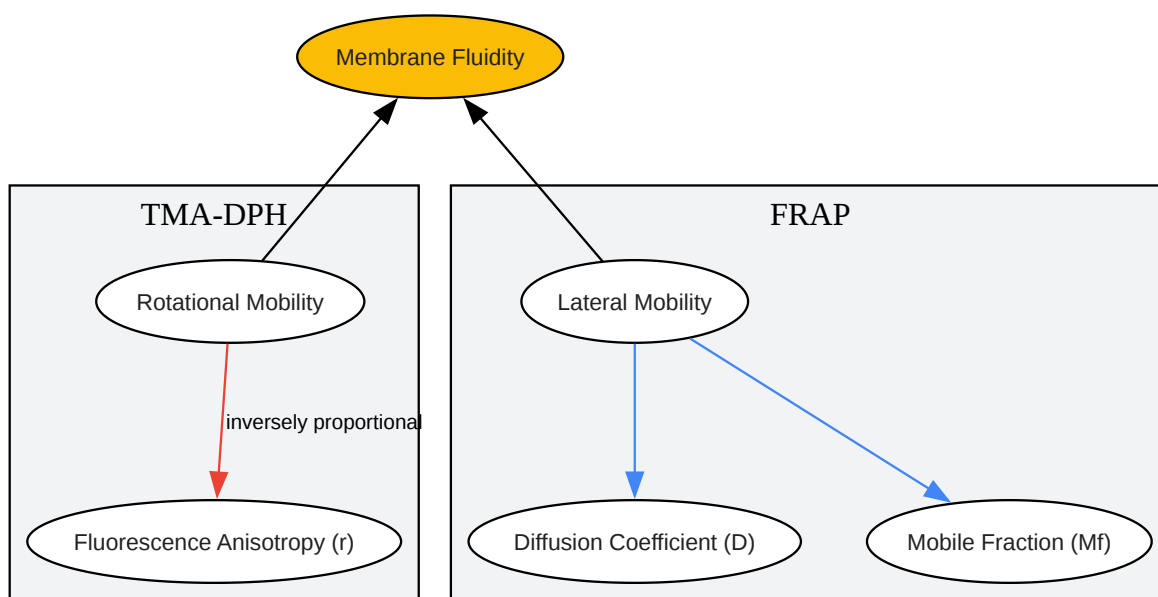 Membrane Fluidity
TMA-DPH
FRAP
Rotational Mobility
Lateral Mobility
inversely proportional
Fluorescence Anisotropy (r)
Diffusion Coefficient (D)
Mobile Fraction (Mf)